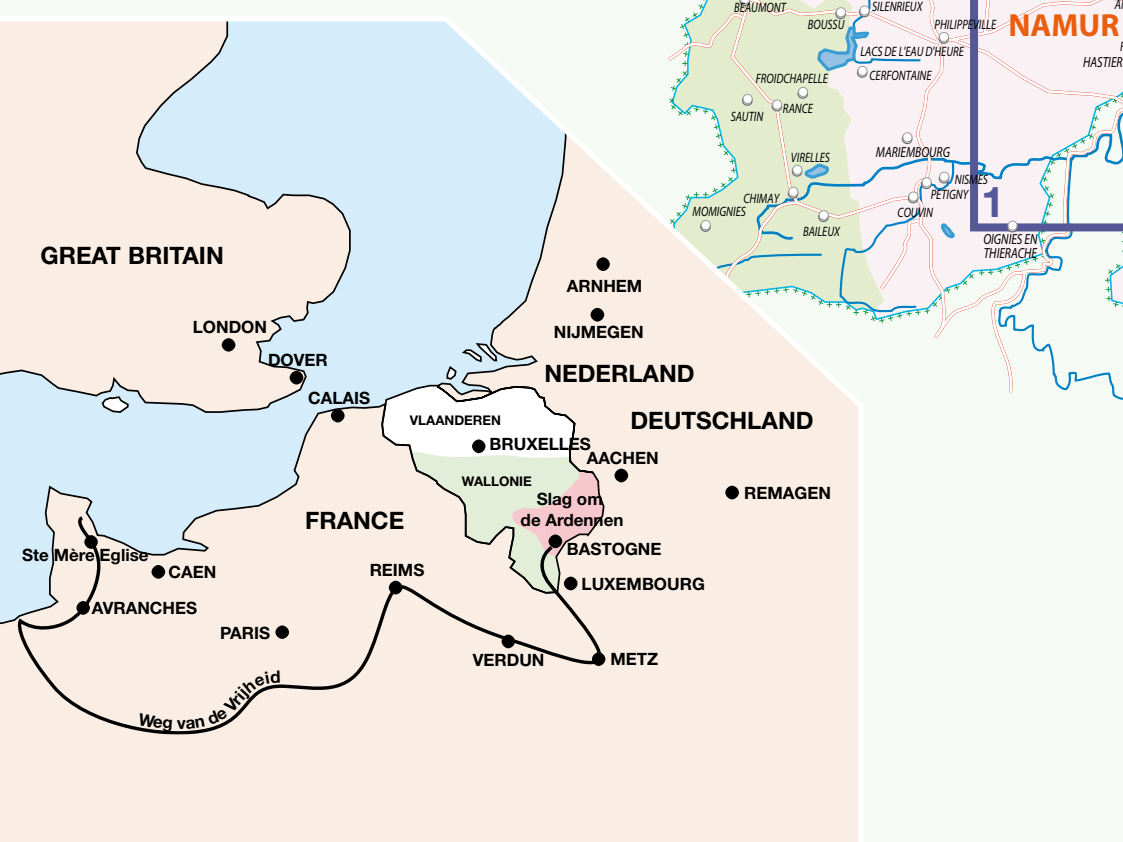 BEAUMONT
SILENRIEUX
BOUSSU
PHILIPPEVILLE
NAMUR
LACS DE L'EAU D'HEURE
HASTIER
FROIDCHAPELLE
CERFONTAINE
RANCE
SAUTIN
MARIEMBOURG
VIRELLES
NISMES
PETIGNY
CHIMAY
1
MOMIGNIES
COUVIN
BAILEUX
OIGNIES EN
THIERACHE
GREAT BRITAIN
ARNHEM
LONDON
NIJMEGEN
DOVER
NEDERLAND
CALAIS
VLAANDEREN
DEUTSCHLAND
BRUXELLES
AACHEN
WALLONIE
REMAGEN
Slag om
de Ardennen
FRANCE
BASTOGNE
Ste Mère Eglise
CAEN
REIMS
LUXEMBOURG
AVRANCHES
PARIS
VERDUN
METZ
Weg van de Vrijheid